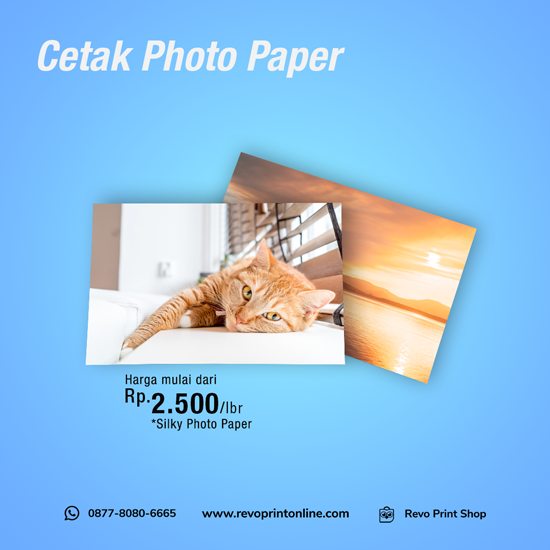 Cetak Photo Paper
Harga mulai dari
Rp.2.500/lbr
*Silky Photo Paper
0877-8080-6665 www.revoprintonline.com Revo Print Shop